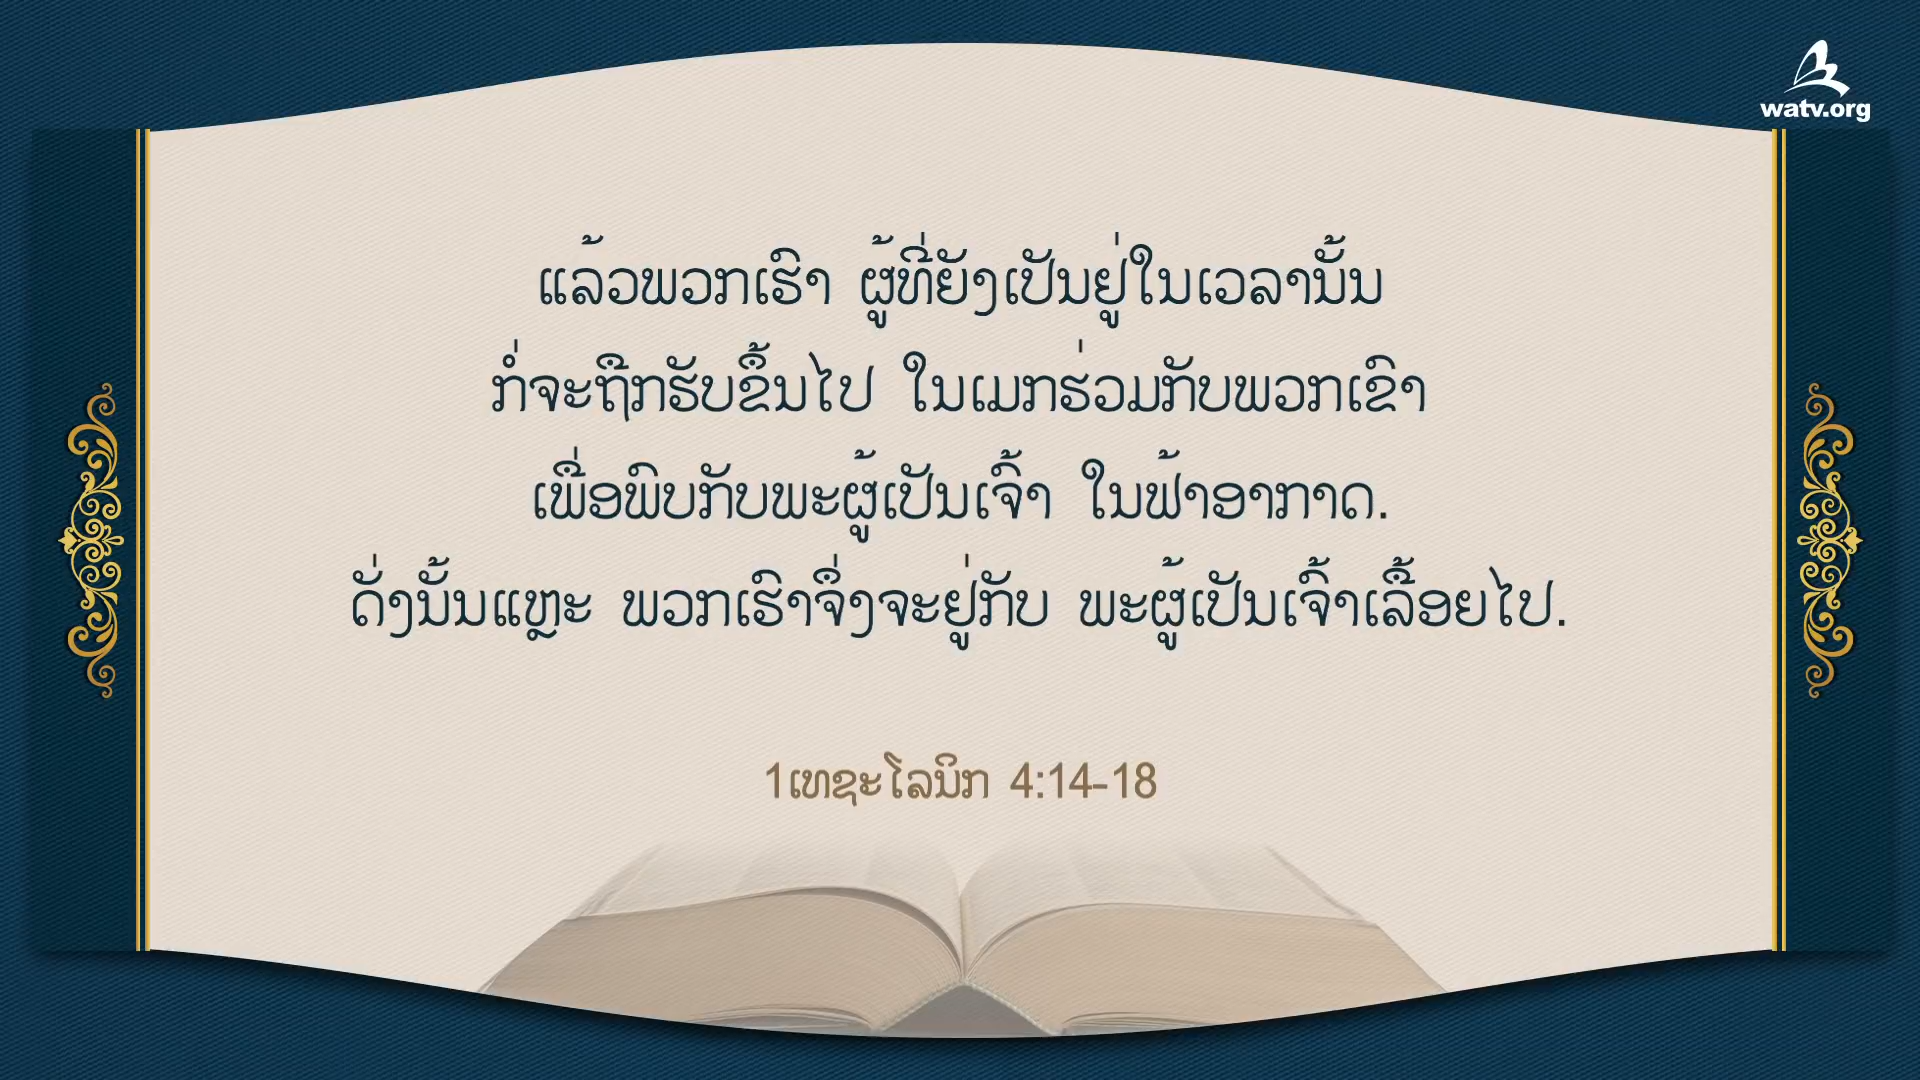 watv.org
ແລ້ວພວກເຮົາ ຜູ້ທີ່ຍັງເປັນຢູ່ໃນເວລານັ້ນ
ກໍ່ຈະຖືກຮັບຂຶ້ນໄປ ໃນເມກຮ່ວມກັບພວກເຂົາ
ເພື່ອພົບກັບພະຜູ້ເປັນເຈົ້າ ໃນຟ້າອາກາດ.
ດັ່ງນັ້ນແຫຼະ ພວກເຮົາຈຶ່ງຈະຢູ່ກັບ ພະຜູ້ເປັນເຈົ້າເລື້ອຍໄປ.
1ເທຊະໂລນິກ 4:14-18